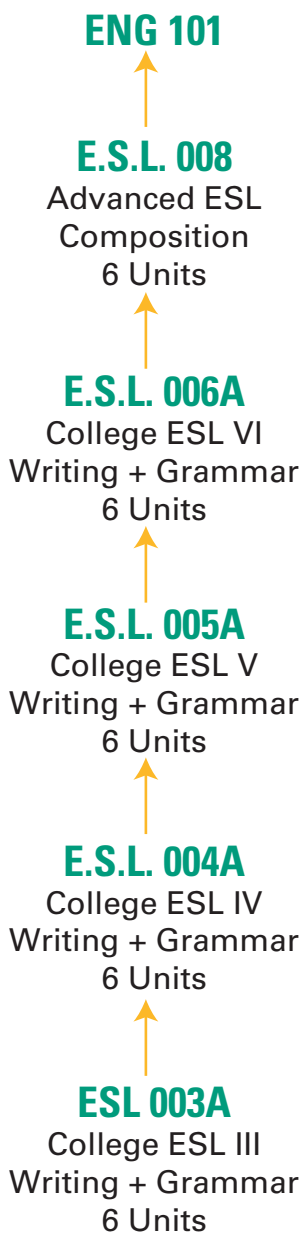 ENG 101
E.S.L. 008
Advanced ESL
Composition
6 Units
E.S.L. 006A
College ESL VI
Writing + Grammar
6 Units
E.S.L. 005A
College ESL V
Writing + Grammar
6 Units
E.S.L. 004A
College ESL IV
Writing + Grammar
6 Units
ESL 003A
College ESL III
Writing + Grammar
6 Units